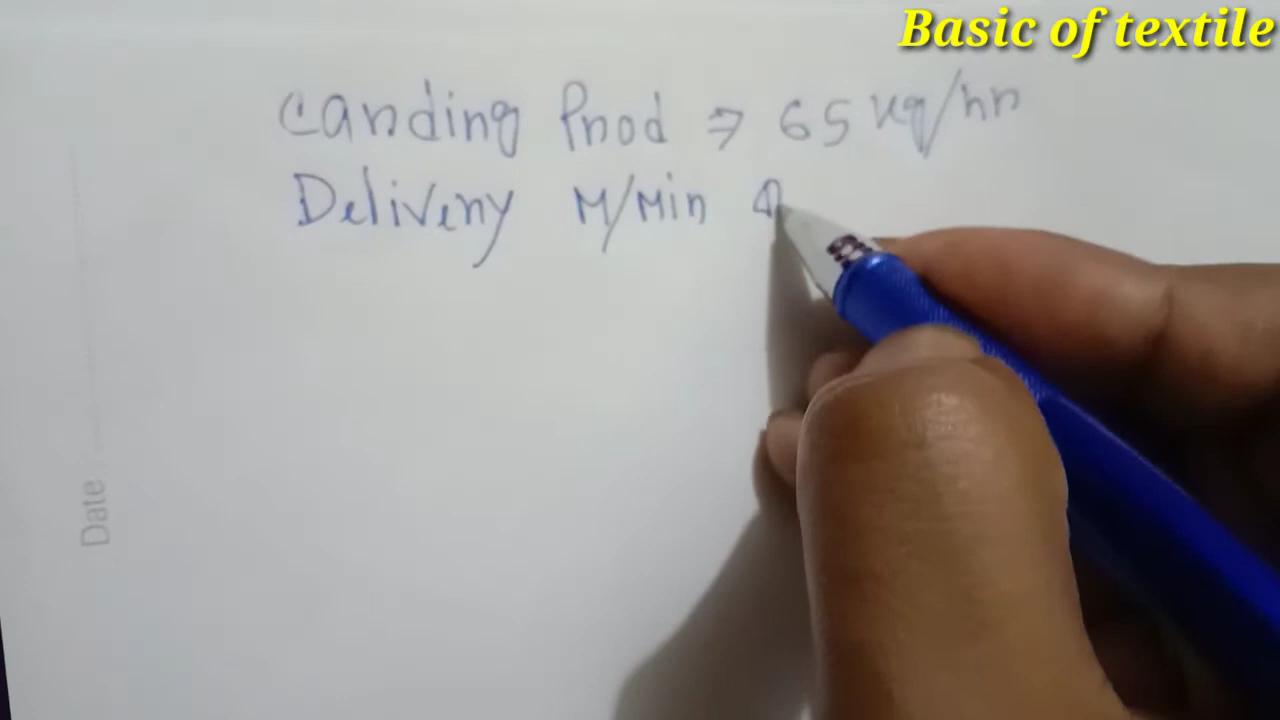 Basic of textile
Carding Prod ⇒ 65 kg/hr
Delivery M/Min
Date :